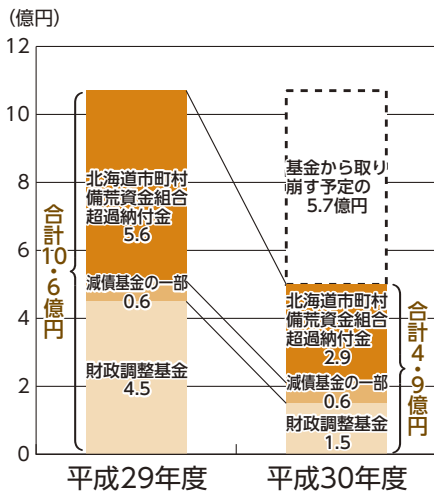 (億円)
12
10
8
6
4
2
0
北海道市町村
備荒資金組合
超過納付金
5.6
減債基金の一部
0.6
財政調整基金
4.5
合計10・6億円
基金から取り
崩す予定の
5.7億円
北海道市町村
備荒資金組合
超過納付金
2.9
減債基金の一部
0.6
財政調整基金
1.5
合計4・9億円
平成29年度
平成30年度